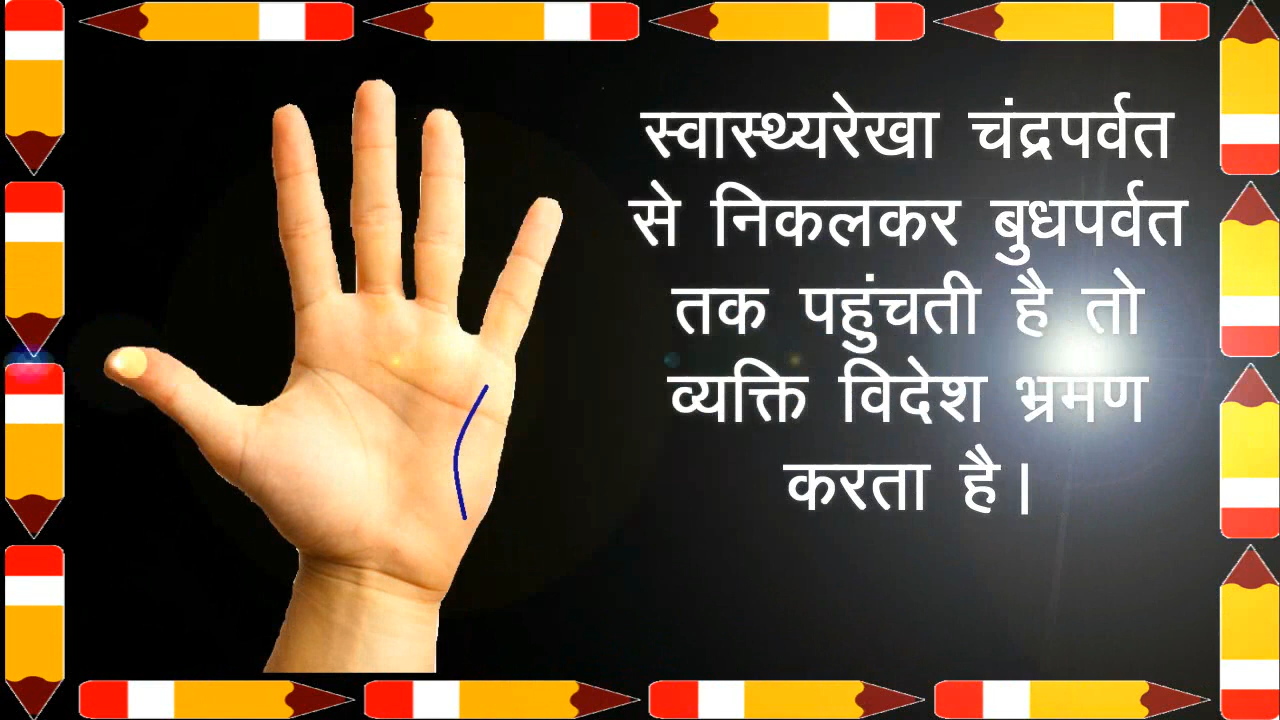 स्वास्थ्यरेखा चंद्रपर्वत
से निकलकर बुधपर्वत
तक पहुंचती है तो
व्यक्ति विदेश भ्रमण
करता है।